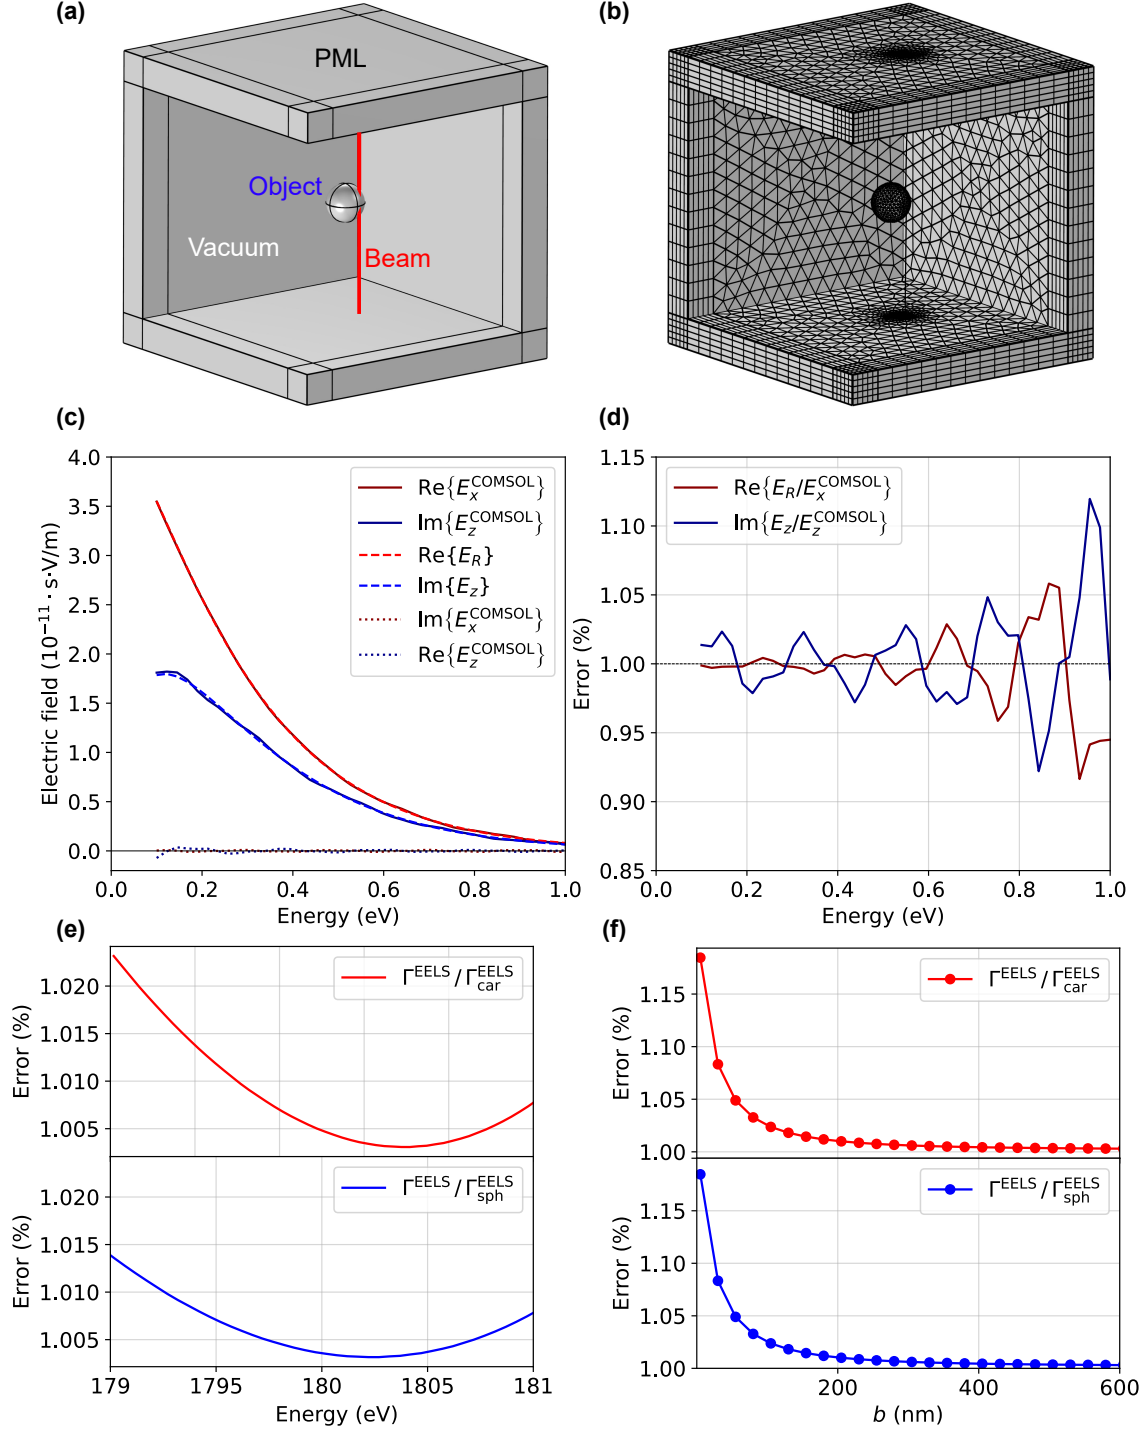 (a)
PML
Object
Vacuum
Beam
(b)
(c)
4.0
3.5
3.0
2.5
2.0
1.5
1.0
0.5
0.0
Electric field (10⁻¹¹ · s·V/m)
Re{E_x^COMSOL}
Im{E_z^COMSOL}
Re{E_R}
Im{E_z}
Im{E_x^COMSOL}
Re{E_z^COMSOL}
0.0 0.2 0.4 0.6 0.8 1.0
Energy (eV)
(d)
1.15
1.10
1.05
1.00
0.95
0.90
0.85
Error (%)
Re{E_R/E_x^COMSOL}
Im{E_z/E_z^COMSOL}
0.0 0.2 0.4 0.6 0.8 1.0
Energy (eV)
(e)
1.020
1.015
1.010
1.005
Error (%)
Γ^EELS/Γ_car^EELS
1.020
1.015
1.010
1.005
Error (%)
Γ^EELS/Γ_sph^EELS
179 1795 180 1805 181
Energy (eV)
(f)
1.15
1.10
1.05
1.00
Error (%)
Γ^EELS/Γ_car^EELS
1.15
1.10
1.05
1.00
Error (%)
Γ^EELS/Γ_sph^EELS
200 400 600
b (nm)